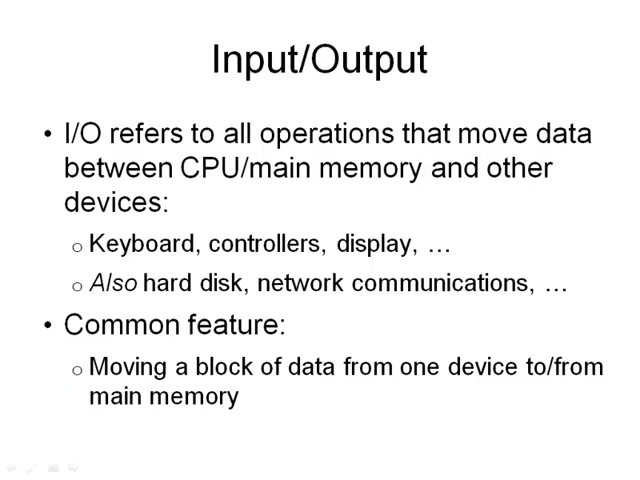 Input/Output
• I/O refers to all operations that move data
between CPU/main memory and other
devices:
o Keyboard, controllers, display, …
o Also hard disk, network communications, …
• Common feature:
o Moving a block of data from one device to/from
main memory